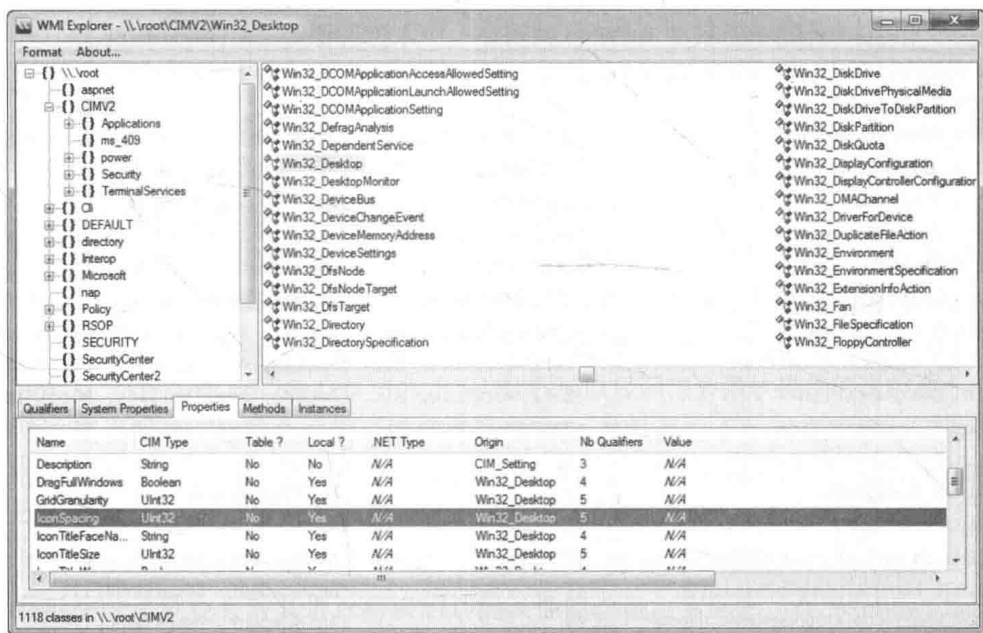 WMI Explorer - \\.\root\CIMV2\Win32_Desktop
Format About...
\\.\root
aspnet
CIMV2
Applications
ms_409
power
Security
TerminalServices
Cli
DEFAULT
directory
Interop
Microsoft
nap
Policy
RSOP
SECURITY
SecurityCenter
SecurityCenter2
Win32_DCOMApplicationAccessAllowedSetting
Win32_DCOMApplicationLaunchAllowedSetting
Win32_DCOMApplicationSetting
Win32_DefragAnalysis
Win32_DependentService
Win32_Desktop
Win32_DesktopMonitor
Win32_DeviceBus
Win32_DeviceChangeEvent
Win32_DeviceMemoryAddress
Win32_DeviceSettings
Win32_DfsNode
Win32_DfsNodeTarget
Win32_DfsTarget
Win32_Directory
Win32_DirectorySpecification
Win32_DiskDrive
Win32_DiskDrivePhysicalMedia
Win32_DiskDriveToDiskPartition
Win32_DiskPartition
Win32_DiskQuota
Win32_DisplayConfiguration
Win32_DisplayControllerConfiguration
Win32_DMAChannel
Win32_DriverForDevice
Win32_DuplicateFileAction
Win32_Environment
Win32_EnvironmentSpecification
Win32_ExtensionInfoAction
Win32_Fan
Win32_FileSpecification
Win32_FloppyController
Qualifiers System Properties Properties Methods Instances
Name CIM Type Table ? Local ? .NET Type Origin Nb Qualifiers Value
Description String No No N/A CIM_Setting 3 N/A
DragFullWindows Boolean No Yes N/A Win32_Desktop 4 N/A
GridGranularity UInt32 No Yes N/A Win32_Desktop 5 N/A
IconSpacing UInt32 No Yes N/A Win32_Desktop 5 N/A
IconTitleFaceNa... String No Yes N/A Win32_Desktop 4 N/A
IconTitleSize UInt32 No Yes N/A Win32_Desktop 5 N/A
1118 classes in \\.\root\CIMV2